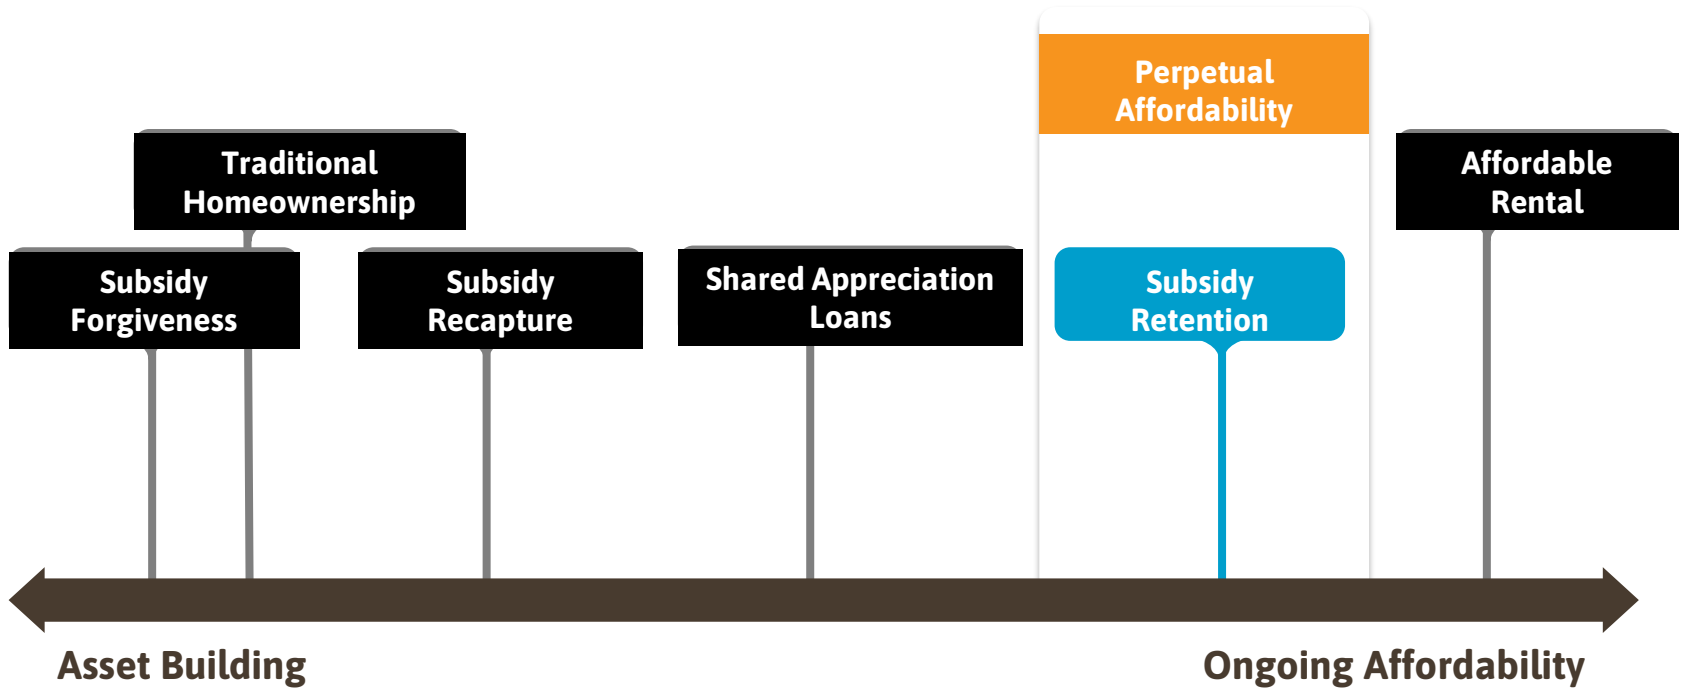 Perpetual
Affordability
Traditional
Homeownership
Affordable
Rental
Subsidy
Forgiveness
Subsidy
Recapture
Shared Appreciation
Loans
Subsidy
Retention
Asset Building
Ongoing Affordability